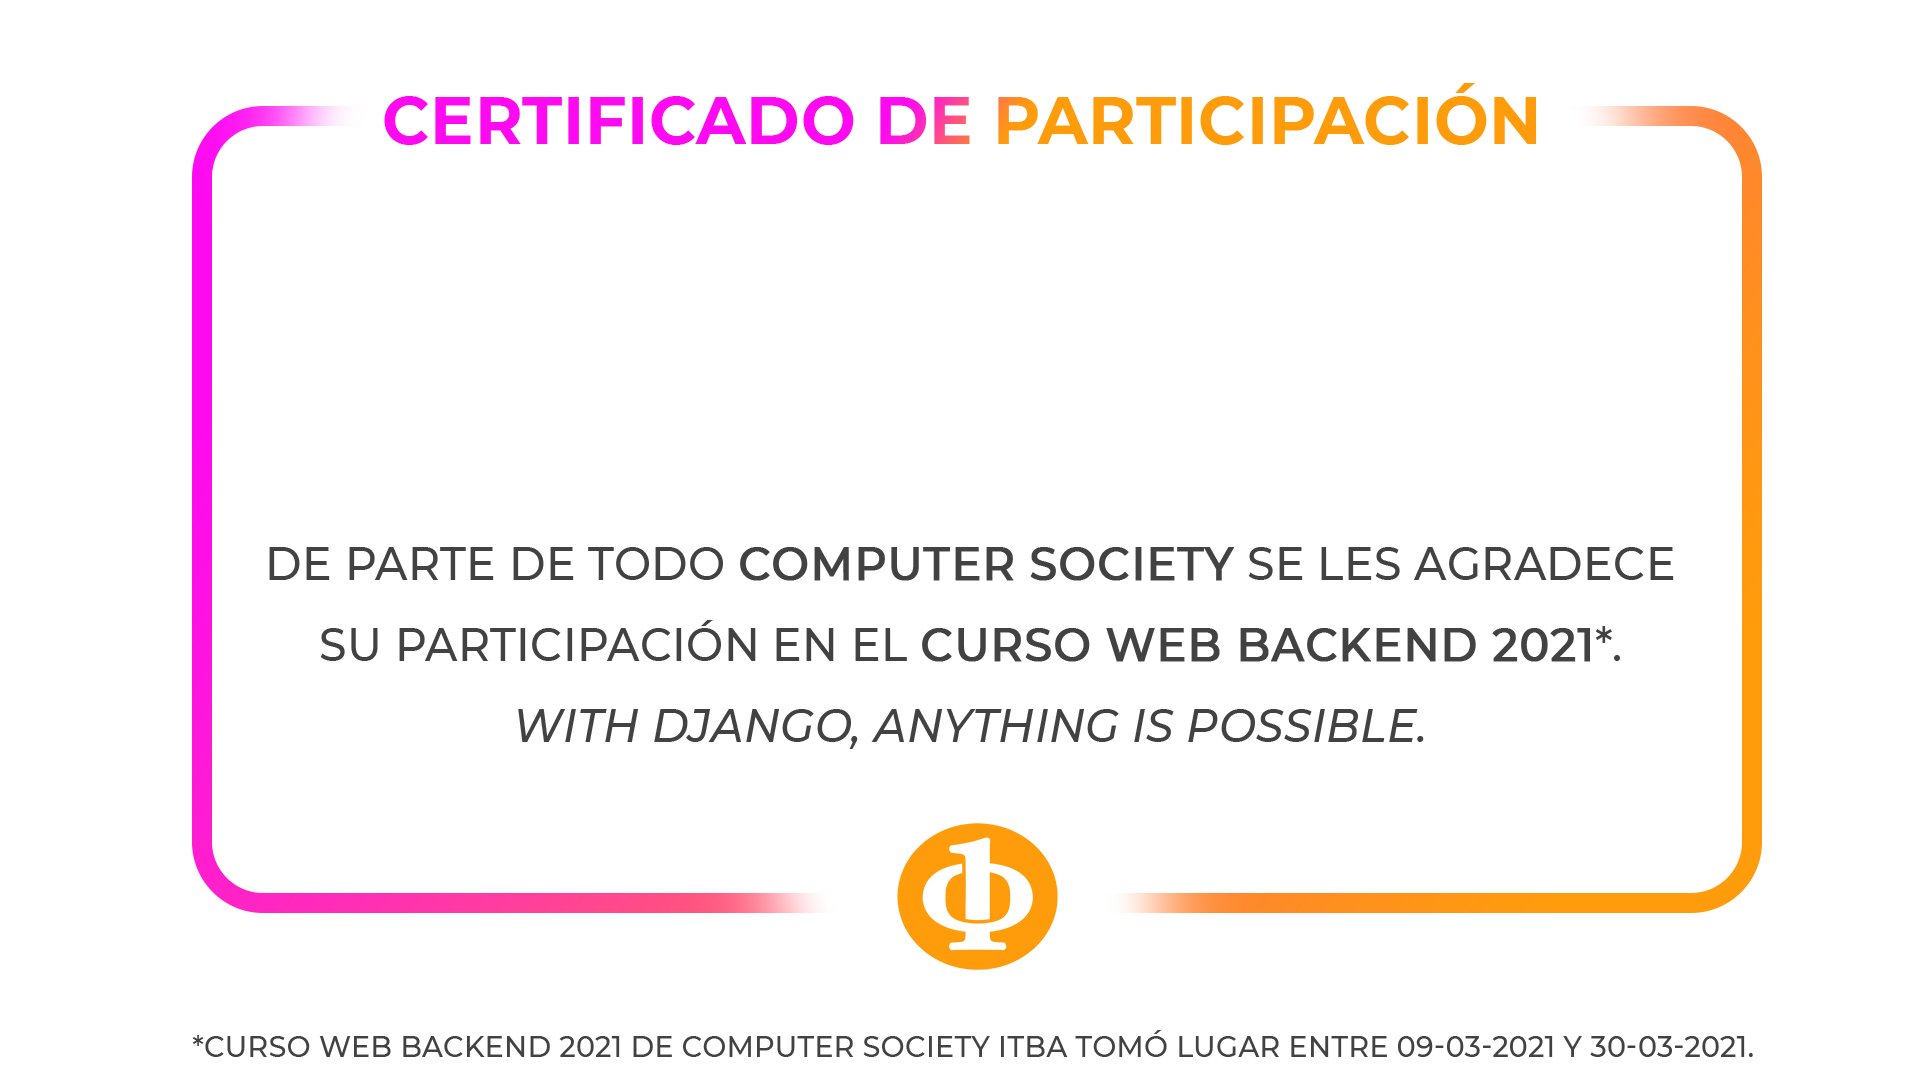 CERTIFICADO DE PARTICIPACIÓN
DE PARTE DE TODO COMPUTER SOCIETY SE LES AGRADECE
SU PARTICIPACIÓN EN EL CURSO WEB BACKEND 2021*.
WITH DJANGO, ANYTHING IS POSSIBLE.
*CURSO WEB BACKEND 2021 DE COMPUTER SOCIETY ITBA TOMÓ LUGAR ENTRE 09-03-2021 Y 30-03-2021.